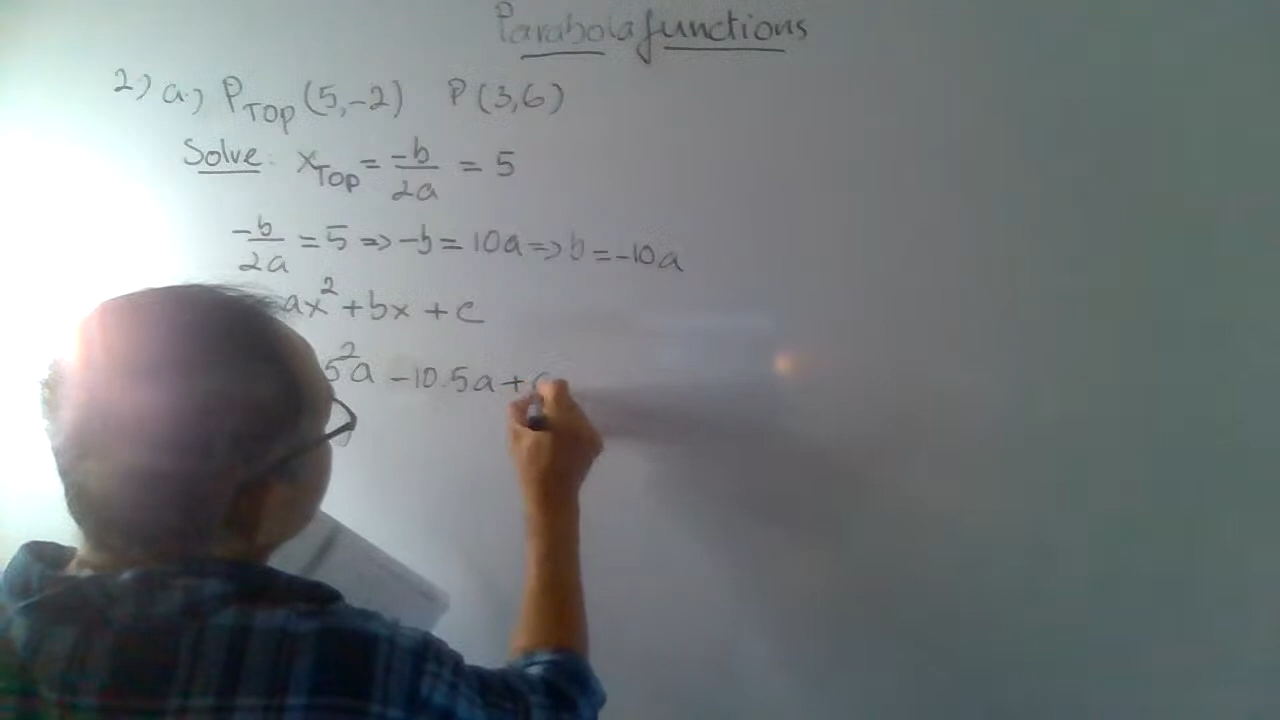 Parabola functions
2) a.) P_TOP (5,-2) P(3,6)
Solve: x_TOP = -b/2a = 5
-b/2a = 5 => -b = 10a => b = -10a
ax² + bx + c
5²a - 10.5a +